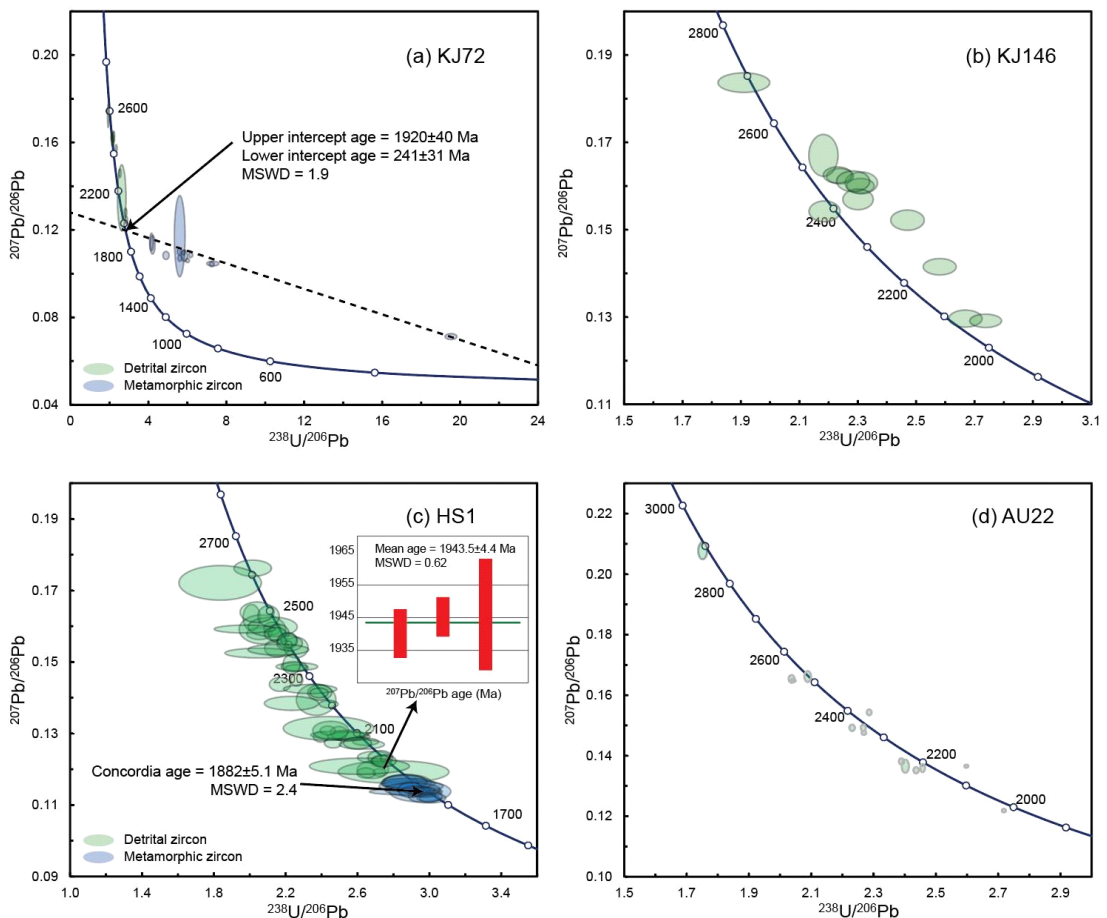 (a) KJ72
0.20
0.16
0.12
0.08
0.04
207Pb/206Pb
2600
2200
1800
1400
1000
600
Upper intercept age = 1920±40 Ma
Lower intercept age = 241±31 Ma
MSWD = 1.9
Detrital zircon
Metamorphic zircon
0 4 8 12 16 20 24
238U/206Pb
(b) KJ146
0.19
0.17
0.15
0.13
0.11
207Pb/206Pb
2800
2600
2400
2200
2000
1.5 1.7 1.9 2.1 2.3 2.5 2.7 2.9 3.1
238U/206Pb
(c) HS1
0.19
0.17
0.15
0.13
0.11
0.09
207Pb/206Pb
2700
2500
2300
2100
1700
1965
1955
1945
1935
Mean age = 1943.5±4.4 Ma
MSWD = 0.62
207Pb/206Pb age (Ma)
Concordia age = 1882±5.1 Ma
MSWD = 2.4
Detrital zircon
Metamorphic zircon
1.0 1.4 1.8 2.2 2.6 3.0 3.4
238U/206Pb
(d) AU22
0.22
0.20
0.18
0.16
0.14
0.12
0.10
207Pb/206Pb
3000
2800
2600
2400
2200
2000
1.5 1.7 1.9 2.1 2.3 2.5 2.7 2.9
238U/206Pb